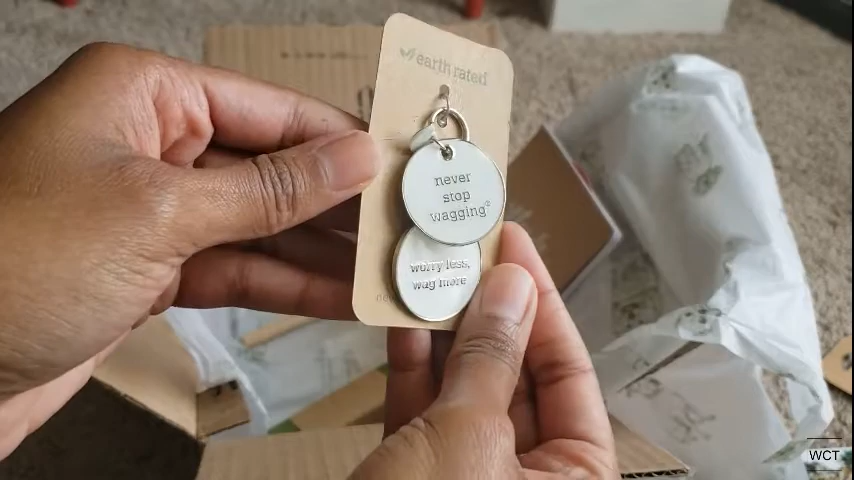 earth rated
never
stop
wagging®
worry less,
wag more
WCT